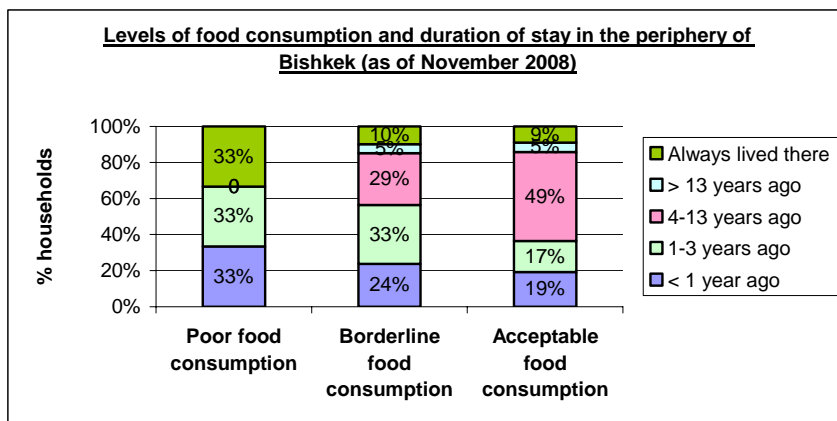 Levels of food consumption and duration of stay in the periphery of
Bishkek (as of November 2008)
% households
100%
80%
60%
40%
20%
0%
33%
0
33%
33%
10%
5%
29%
33%
24%
9%
5%
49%
17%
19%
Poor food
consumption
Borderline
food
consumption
Acceptable
food
consumption
Always lived there
> 13 years ago
4-13 years ago
1-3 years ago
< 1 year ago